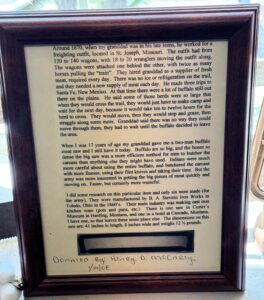 Around 1870, when my granddad was in his late teens, he worked for a
freighting outfit, located in St. Joseph, Missouri. The outfit had from
120 to 140 wagons, with 18 to 20 wranglers moving the outfit along.
The wagons were attached one behind the other, with twice as many
horses pulling the "train". They hired granddad as a supplier of fresh
meat, required every day. There was no ice or refrigeration on the trail,
and they needed a new supply of meat each day. He made three trips to
Santa Fe, New Mexico. At that time there were a lot of buffalo still out
there on the plains. He said some of those herds were so large that
when they would cross the trail, they would just have to make camp and
wait for the next day, because it would take six to twelve hours for the
herd to cross. They would move, then they would stop and graze, then
straggle along some more. Granddad said there was no way they could
move through them, they had to wait until the buffalo decided to leave
the area.
When I was 17 years of age my granddad gave me a two-man buffalo
meat saw and I still have it today. Buffalo are so big, and the bones so
dense the big saw was a more efficient method for men to butcher the
carcass than anything else they might have used. Indians were much
more careful about using the entire buffalo, and butchered the carcass
with more finesse, using their flint knives and taking their time. But the
army was more interested in getting the big pieces of meat quickly and
moving on. Faster, but certainly more wasteful.
I did some research on this particular item and only six were made (for
the army). They were manufactured by D. A. Stevens Iron Works in
Toledo, Ohio in the 1840's. Their main industry was making cast iron
kitchen ware (pots and pans, etc.). There is one saw in Custer's
Museum in Harding, Montana, and one in a hotel at Cascade, Montana.
I have one, so that leaves three some place else. The dimensions on this
one are: 41 inches in length, 8 inches wide and weighs 12 ½ pounds.
Donated By: Henry B. McCarty